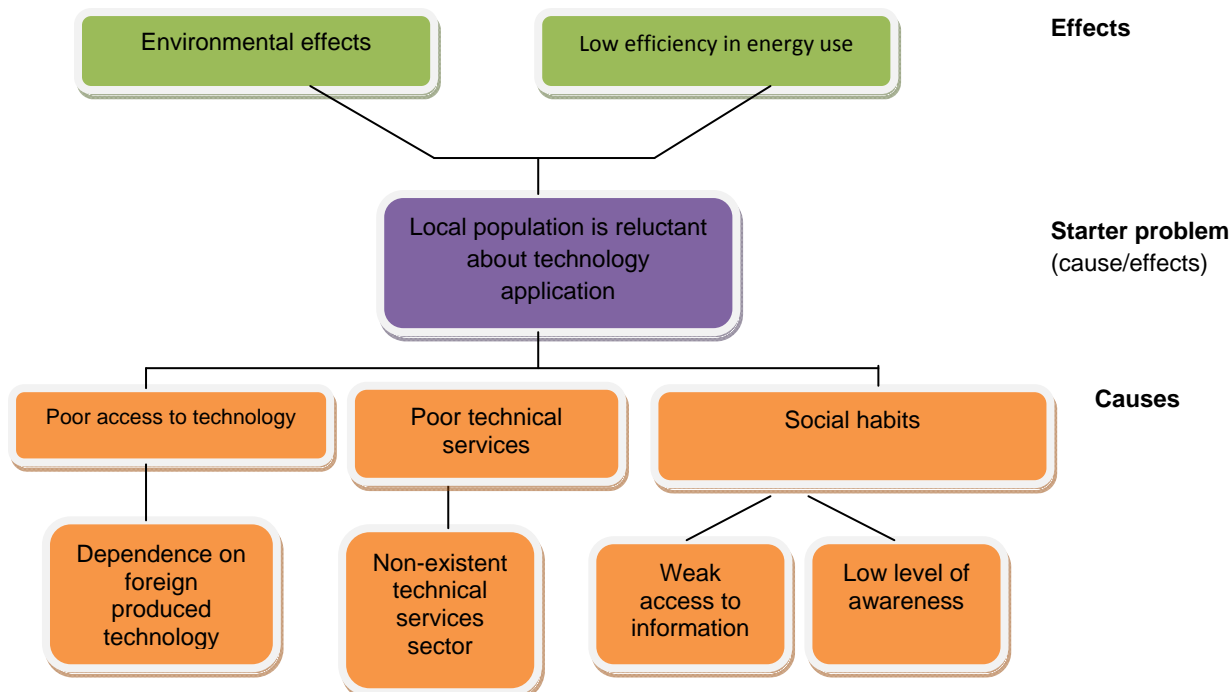 Environmental effects
Low efficiency in energy use
Effects
Local population is reluctant
about technology
application
Starter problem
(cause/effects)
Poor access to technology
Poor technical
services
Social habits
Causes
Dependence on
foreign
produced
technology
Non-existent
technical
services
sector
Weak
access to
information
Low level of
awareness